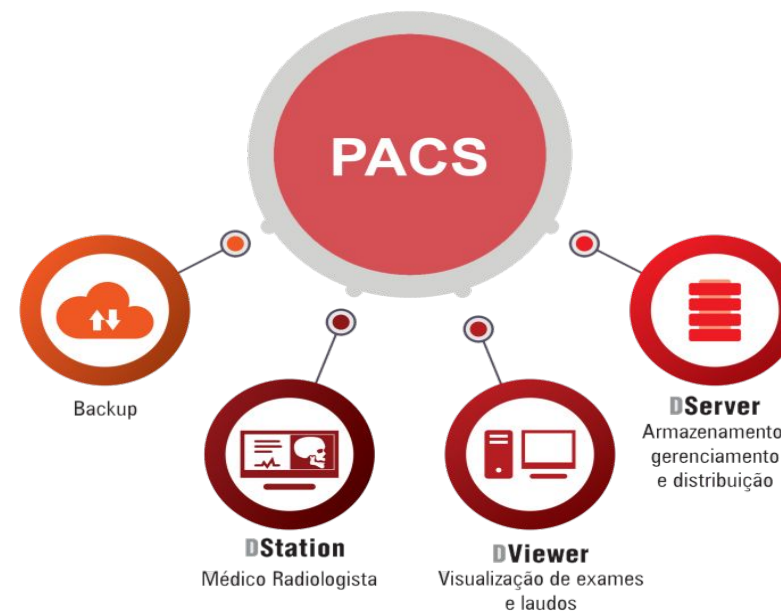 PACS
Backup
DStation
Médico Radiologista
DViewer
Visualização de exames
e laudos
DServer
Armazenamento
gerenciamento
e distribuição